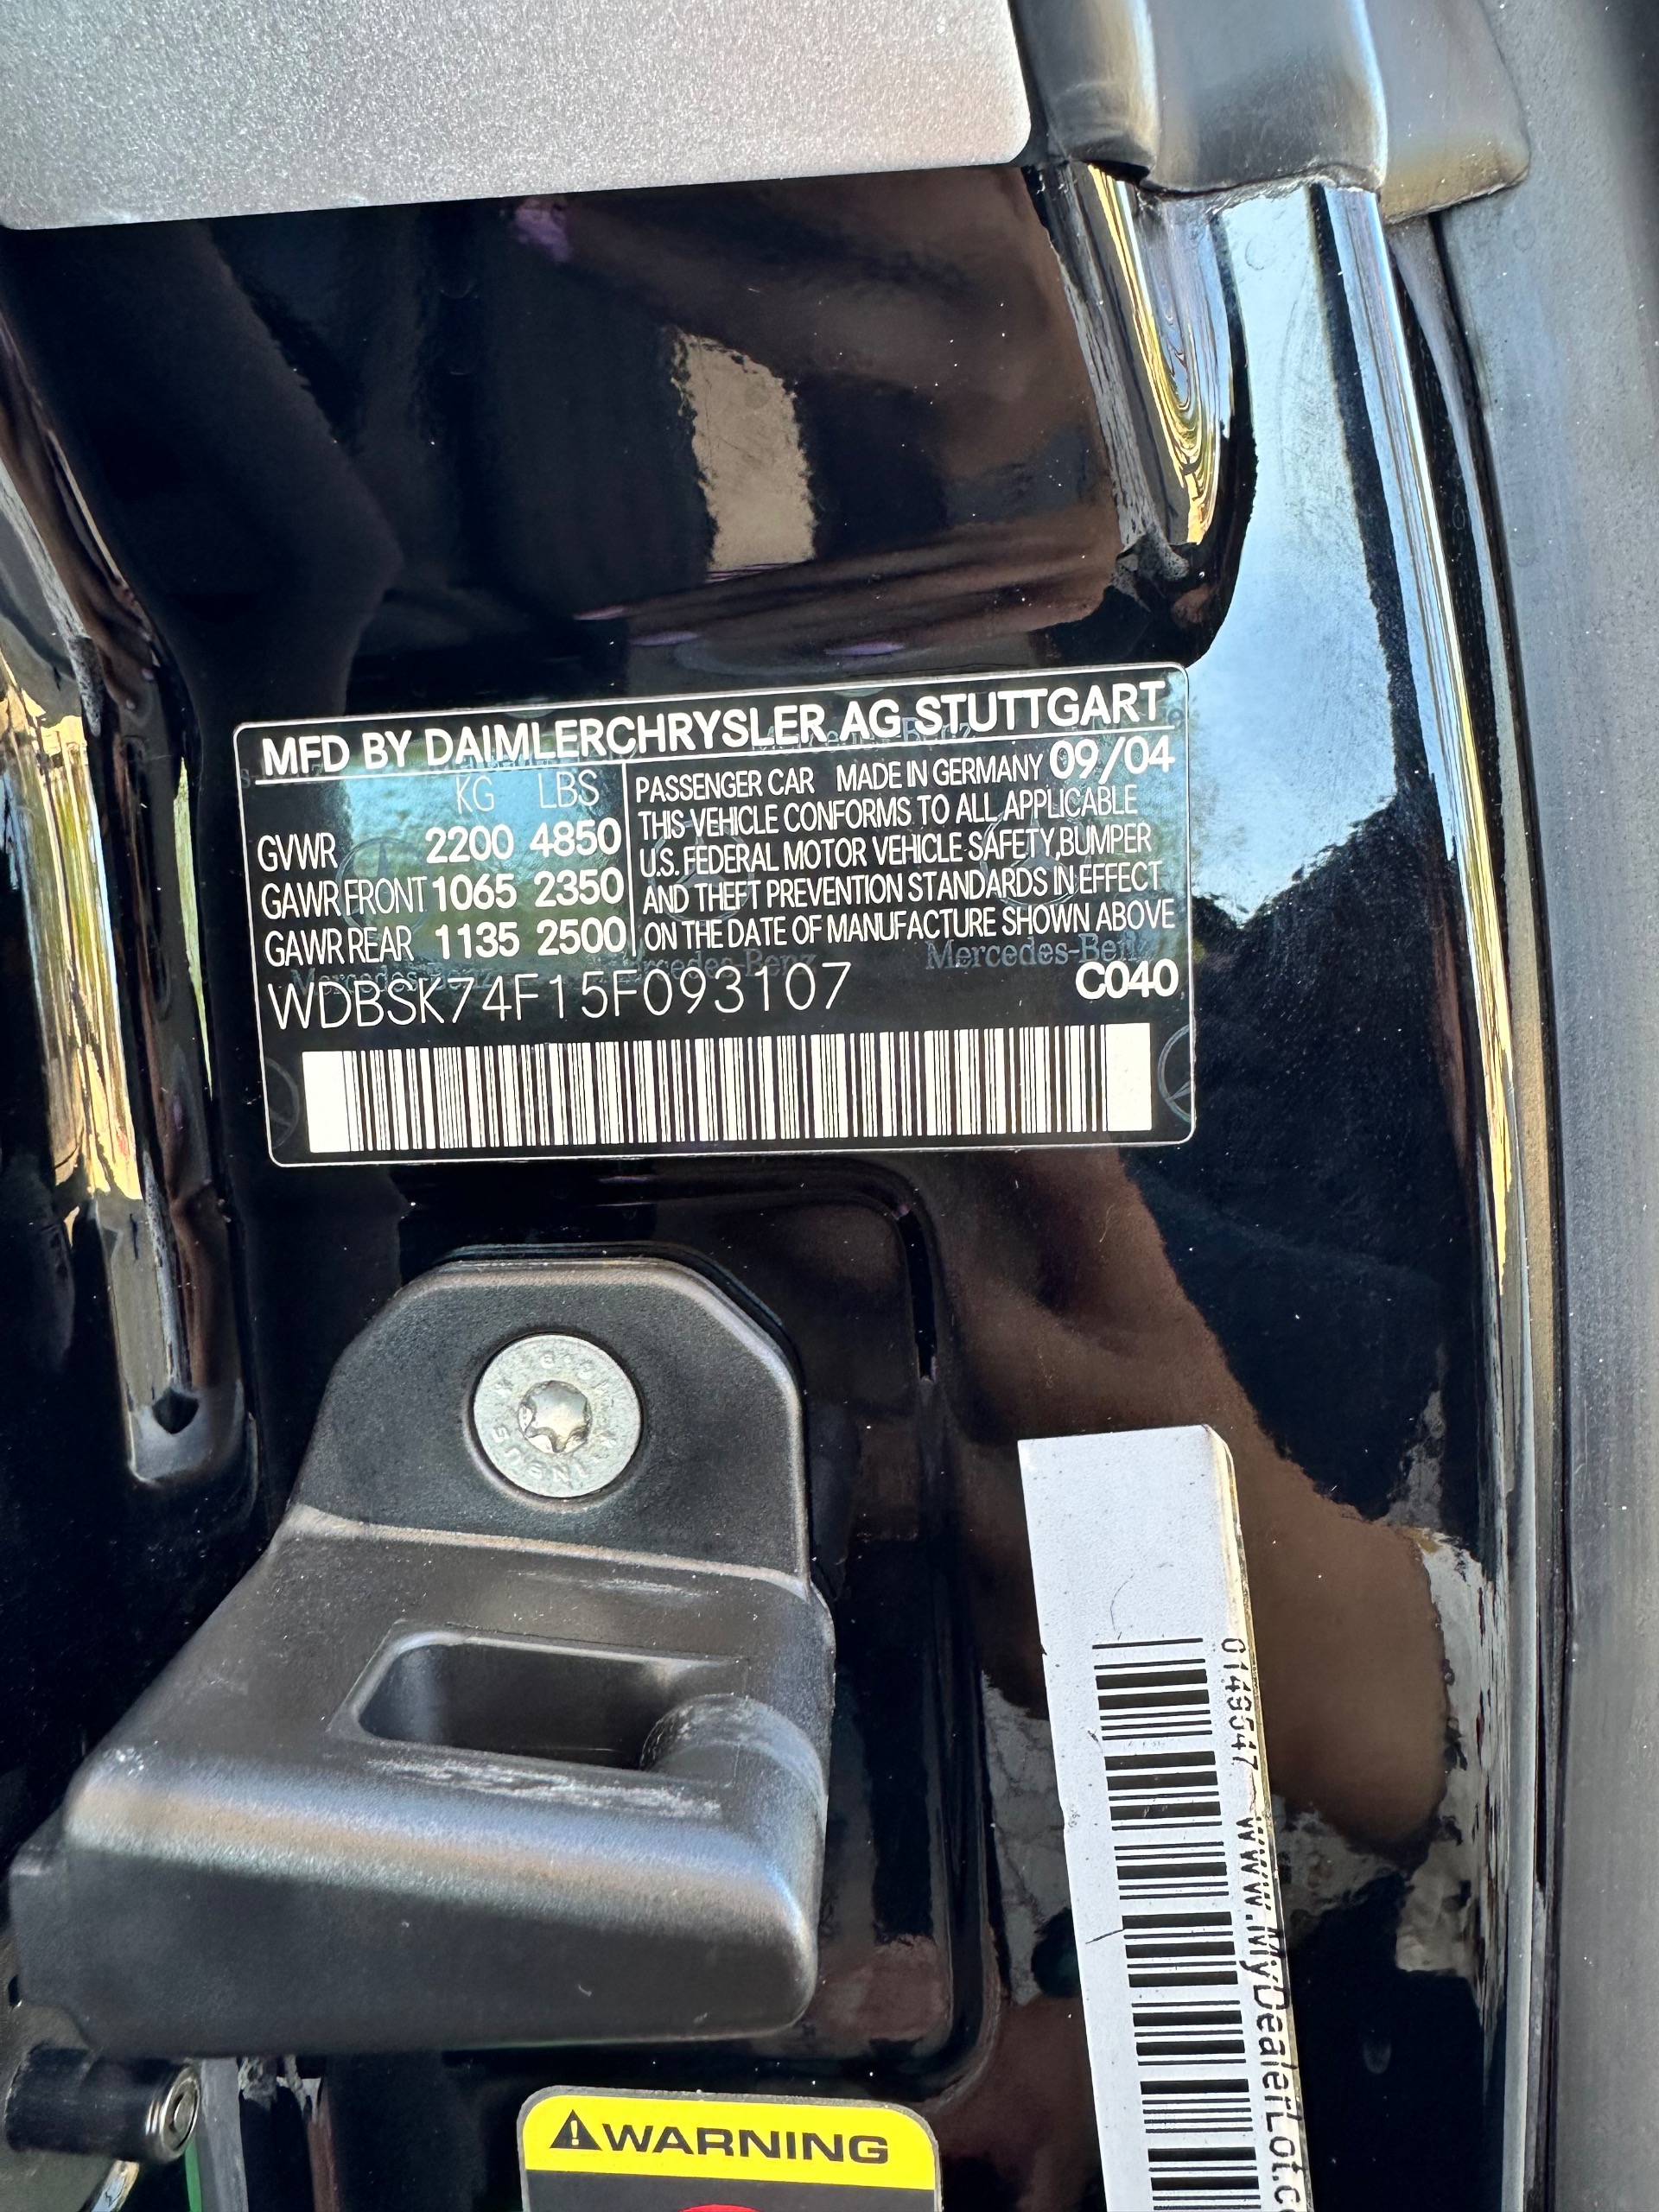 MFD BY DAIMLERCHRYSLER AG STUTTGART
KG LBS
GVWR 2200 4850
GAWR FRONT 1065 2350
GAWR REAR 1135 2500
PASSENGER CAR MADE IN GERMANY 09/04
THIS VEHICLE CONFORMS TO ALL APPLICABLE
U.S. FEDERAL MOTOR VEHICLE SAFETY,BUMPER
AND THEFT PREVENTION STANDARDS IN EFFECT
ON THE DATE OF MANUFACTURE SHOWN ABOVE
Mercedes-Benz
WDBSK74F15F093107 C040
0149547 www.MyDealerLot.c
WARNING